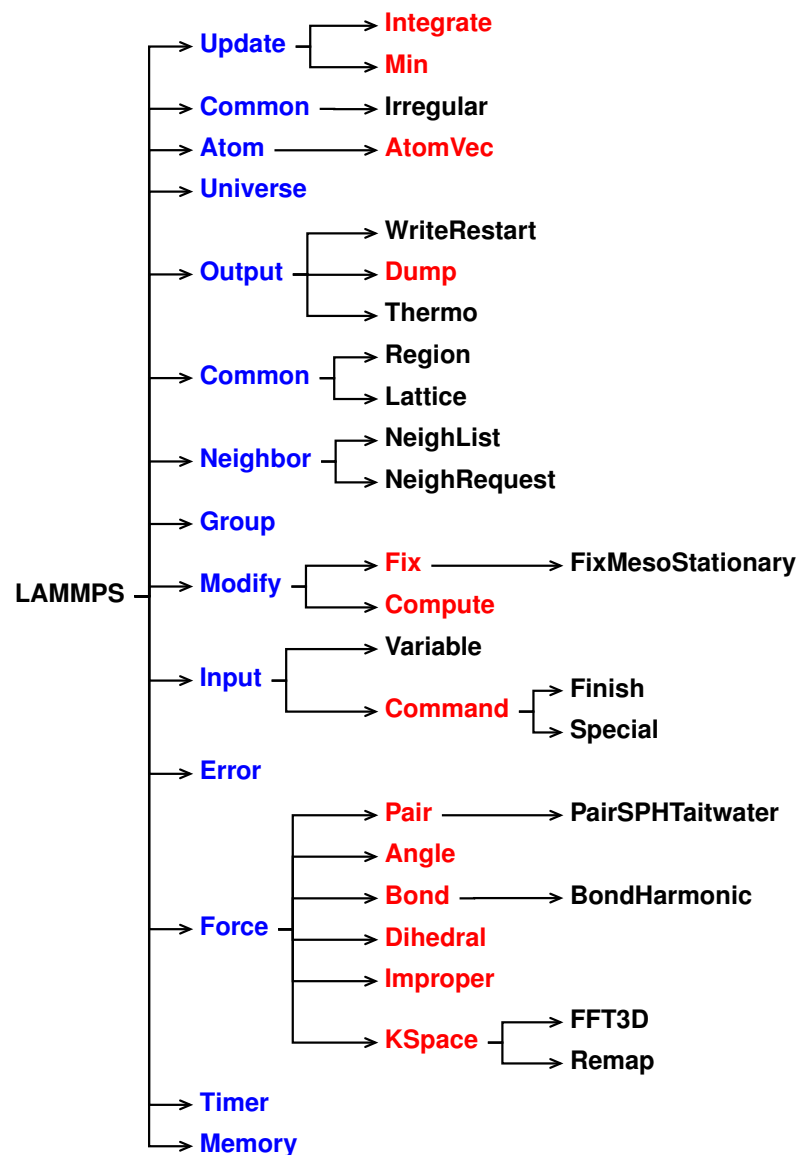 Integrate
Update
Min
Common Irregular
Atom AtomVec
Universe
WriteRestart
Output Dump
Thermo
Region
Common
Lattice
NeighList
Neighbor
NeighRequest
Group
Fix FixMesoStationary
Modify
LAMMPS
Compute
Variable
Input
Finish
Command
Special
Error
Pair PairSPHTaitwater
Angle
Bond BondHarmonic
Force
Dihedral
Improper
FFT3D
KSpace
Remap
Timer
Memory